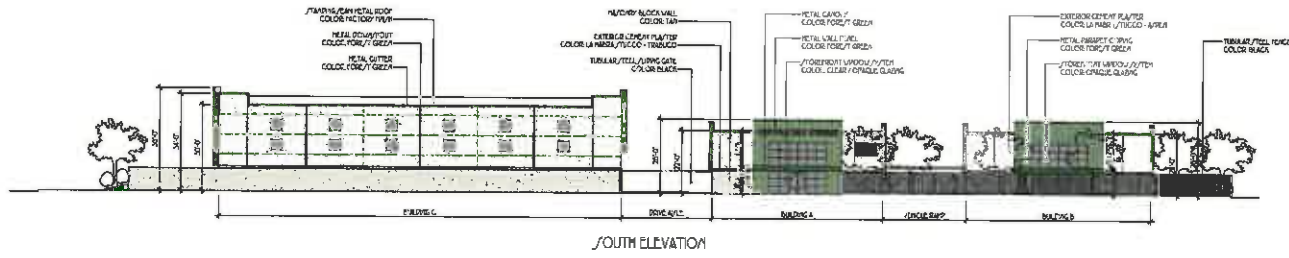 STANDING SEAM METAL ROOF
COLOR: FACTORY FINISH
METAL DOWNSPOUT
COLOR: FOREST GREEN
METAL GUTTER
COLOR: FOREST GREEN
MASONRY BLOCK WALL
COLOR: TAN
EXTERIOR CEMENT PLASTER
COLOR: LA HABRA STUCCO - TRABUCO
TUBULAR STEEL SLIDING GATE
COLOR: BLACK
METAL CANOPY
COLOR: FOREST GREEN
METAL WALL PANEL
COLOR: FOREST GREEN
STOREFRONT WINDOW SYSTEM
COLOR: CLEAR / OPAQUE GLAZING
EXTERIOR CEMENT PLASTER
COLOR: LA HABRA STUCCO - ASPEN
METAL PARAPET COPING
COLOR: FOREST GREEN
STOREFRONT WINDOW SYSTEM
COLOR: OPAQUE GLAZING
TUBULAR STEEL FENCE
COLOR: BLACK
BUILDING C
DRIVE AISLE
BUILDING A
VEHICLE RAMP
BUILDING B
SOUTH ELEVATION